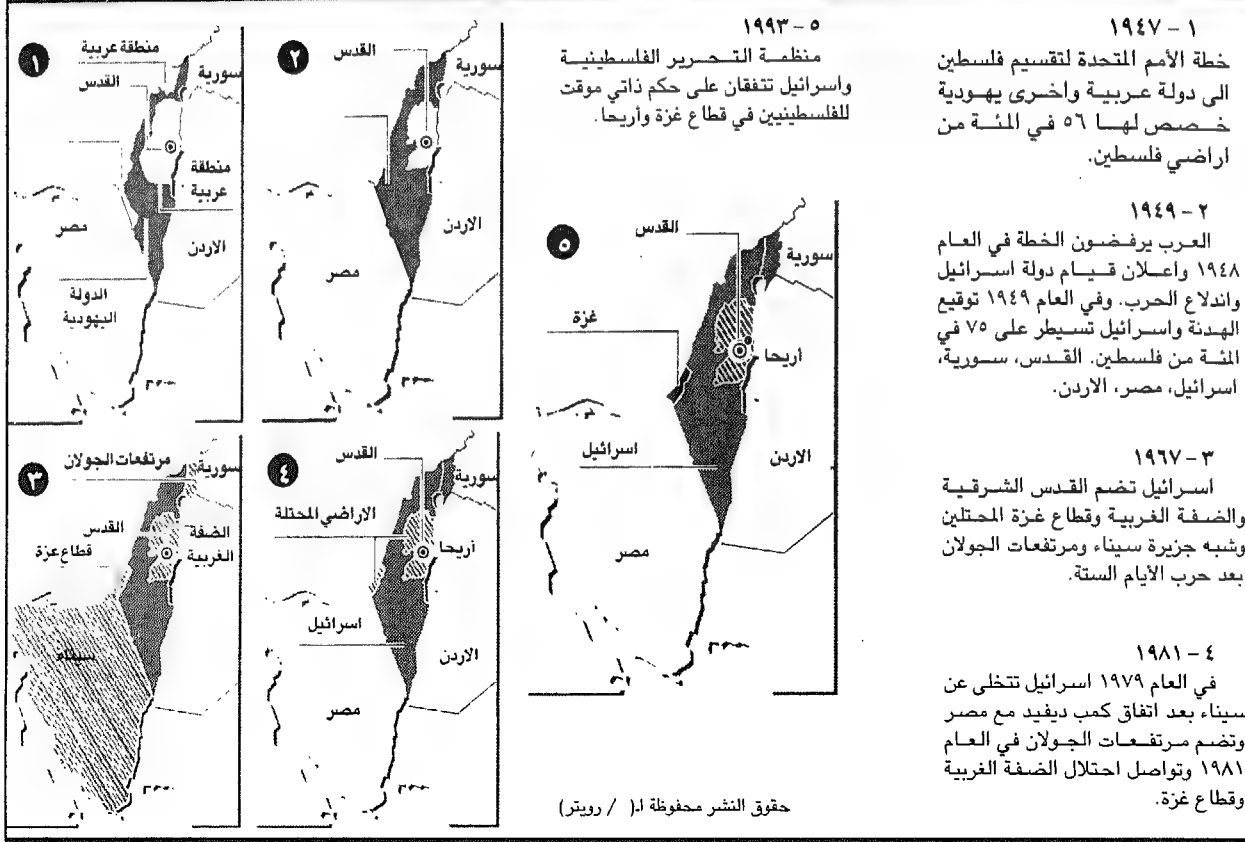 ١ – ١٩٤٧
خطة الأمم المتحدة لتقسيم فلسطين
الى دولة عربية واخرى يهودية
خصص لها ٥٦ في المئة من
اراضي فلسطين.
٢ – ١٩٤٩
العرب يرفضون الخطة في العام
١٩٤٨ واعلان قيام دولة اسرائيل
واندلاع الحرب. وفي العام ١٩٤٩ توقيع
الهدنة واسرائيل تسيطر على ٧٥ في
المئة من فلسطين. القدس، سورية،
اسرائيل، مصر، الاردن.
٣ – ١٩٦٧
اسرائيل تضم القدس الشرقية
والضفة الغربية وقطاع غزة المحتلين
وشبه جزيرة سيناء ومرتفعات الجولان
بعد حرب الأيام الستة.
٤ – ١٩٨١
في العام ١٩٧٩ اسرائيل تتخلى عن
سيناء بعد اتفاق كمب ديفيد مع مصر
وتضم مرتفعات الجولان في العام
١٩٨١ وتواصل احتلال الضفة الغربية
وقطاع غزة.
٥ – ١٩٩٣
منظمة التحرير الفلسطينية
واسرائيل تتفقان على حكم ذاتي موقت
للفلسطينيين في قطاع غزة وأريحا.
١
منطقة عربية
سورية
القدس
منطقة
عربية
مصر
الاردن
الدولة
اليهودية
٢
القدس
سورية
الاردن
مصر
٣
مرتفعات الجولان
سورية
القدس
الضفة
الغربية
قطاع غزة
سيناء
٤
القدس
سورية
الاراضي المحتلة
أريحا
اسرائيل
الاردن
مصر
٥
القدس
سورية
غزة
أريحا
اسرائيل
الاردن
مصر
حقوق النشر محفوظة لـ( / رويتر)